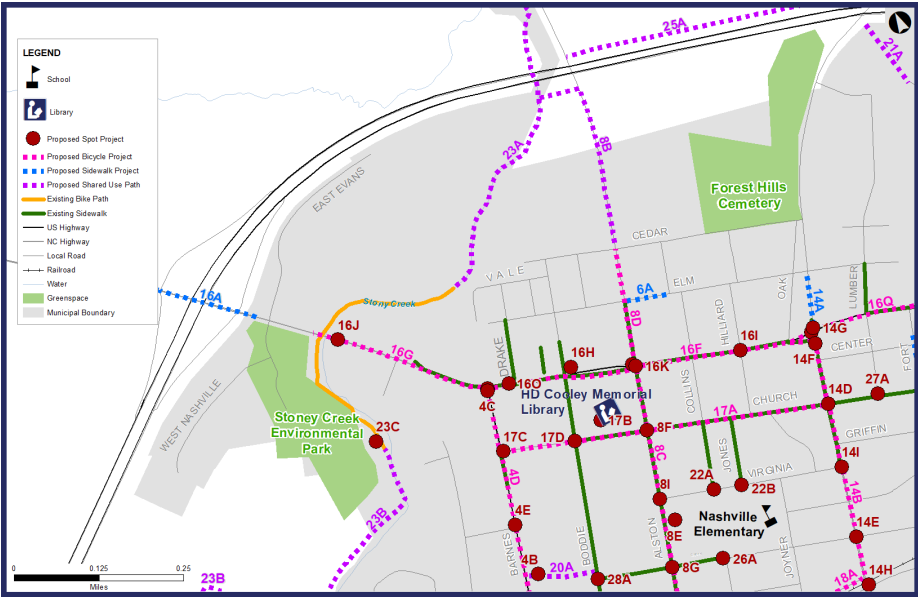 25A
21A
LEGEND
School
Library
Proposed Spot Project
Proposed Bicycle Project
Proposed Sidewalk Project
Proposed Shared Use Path
Existing Bike Path
Existing Sidewalk
US Highway
NC Highway
Local Road
Railroad
Water
Greenspace
Municipal Boundary
23A
8B
EAST EVANS
Forest Hills
Cemetery
CEDAR
VALE
ELM
OAK
LUMBER
16A
Stony Creek
6A
14A
16Q
8D
HILLIARD
16J
16G
DRAKE
16H
16F
16I
14G
CENTER
14F
FORT
16K
16O
4C
HD Cooley Memorial
Library
COLLINS
CHURCH
14D
27A
WEST NASHVILLE
Stoney Creek
Environmental
Park
17B
17A
23C
17C
17D
8F
GRIFFIN
4D
8C
JONES
VIRGINIA
14I
8I
22A
22B
14B
23B
4E
8E
Nashville
Elementary
14E
BARNES
BODDIE
ALSTON
JOYNER
4B
20A
28A
8G
26A
18A
14H
0
0.125
0.25
Miles
23B